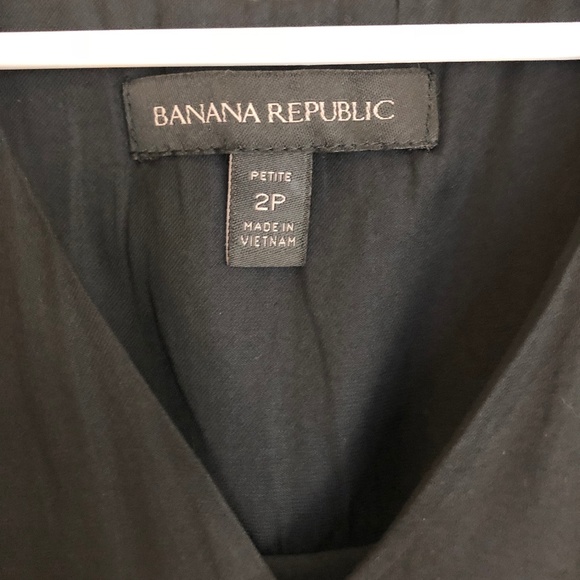 BANANA REPUBLIC
PETITE
2P
MADE IN
VIETNAM